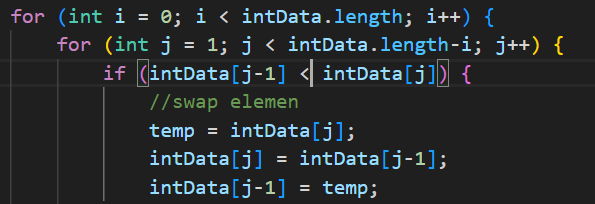 for (int i = 0; i < intData.length; i++) {
for (int j = 1; j < intData.length-i; j++) {
if (intData[j-1] < intData[j]) {
//swap elemen
temp = intData[j];
intData[j] = intData[j-1];
intData[j-1] = temp;